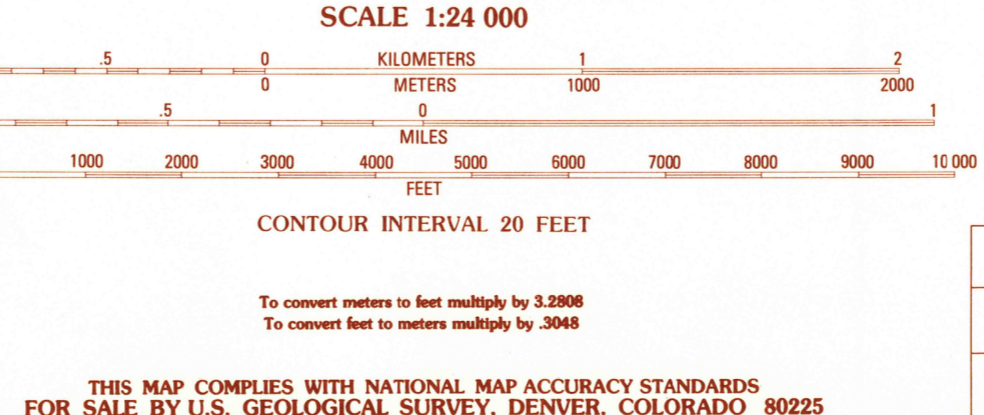 SCALE 1:24 000
.5 0 KILOMETERS 1 2
0 METERS 1000 2000
.5 0 1
MILES
1000 2000 3000 4000 5000 6000 7000 8000 9000 10 000
FEET
CONTOUR INTERVAL 20 FEET
To convert meters to feet multiply by 3.2808
To convert feet to meters multiply by .3048
THIS MAP COMPLIES WITH NATIONAL MAP ACCURACY STANDARDS
FOR SALE BY U.S. GEOLOGICAL SURVEY, DENVER, COLORADO 80225